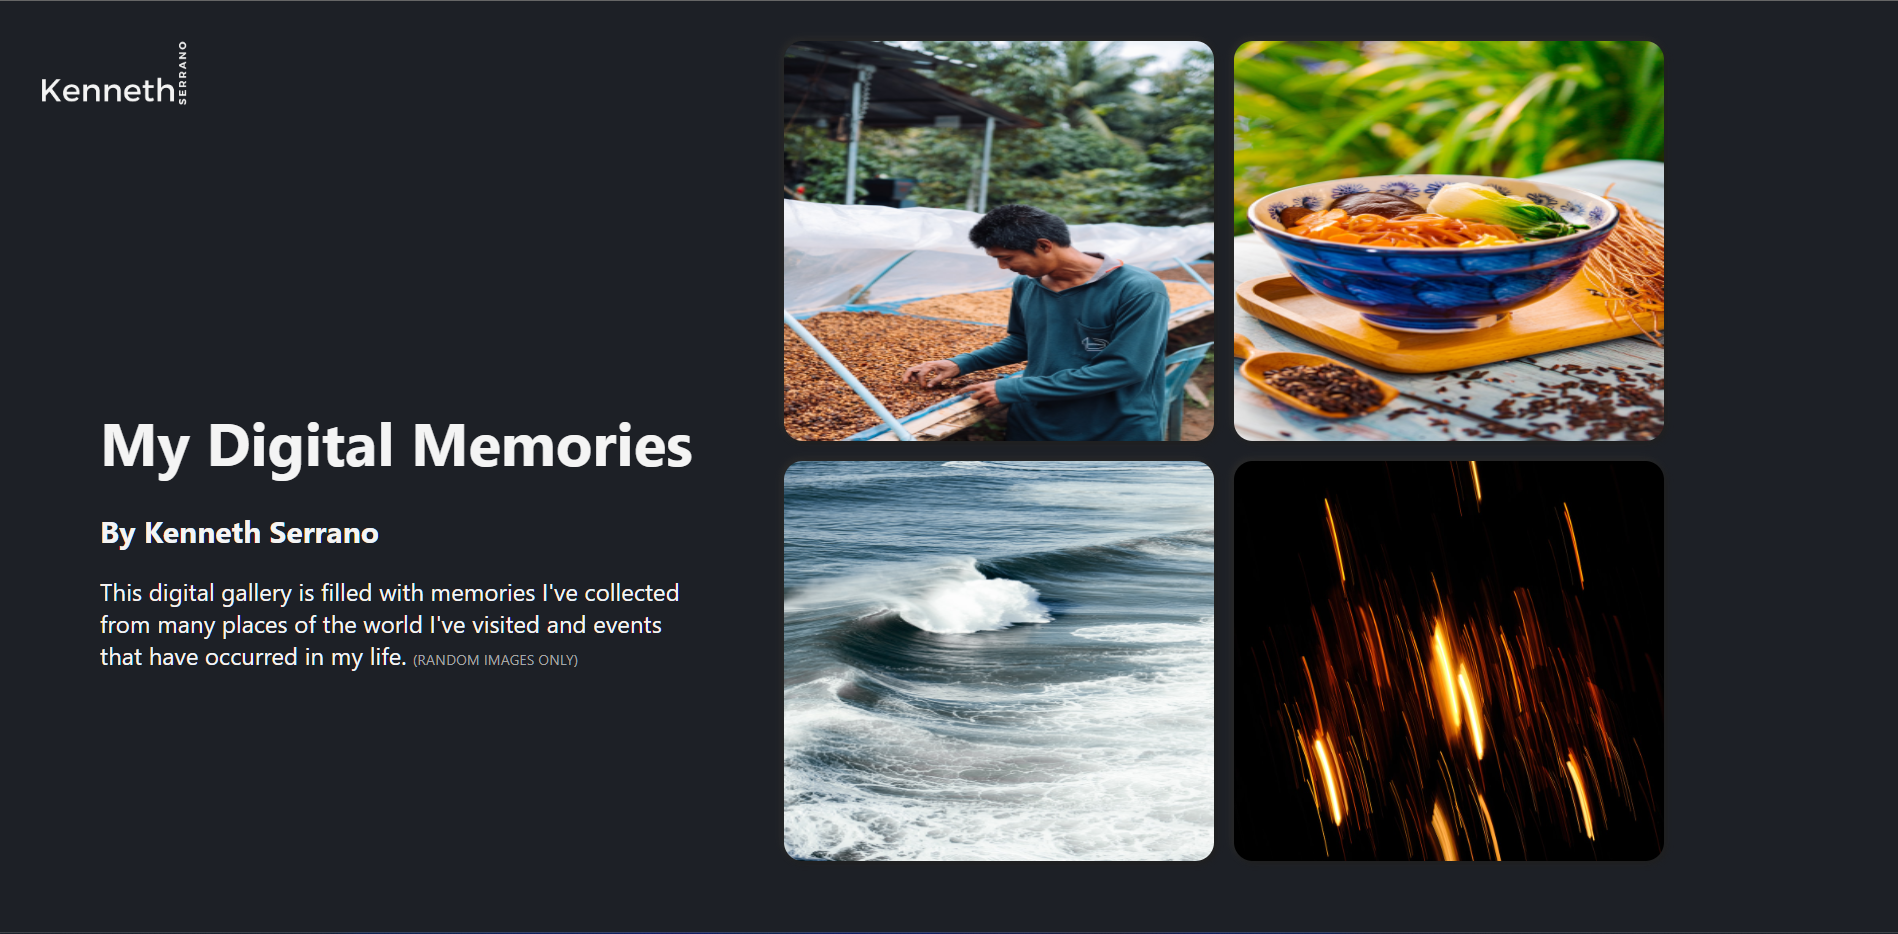 Kenneth
SERRANO
My Digital Memories
By Kenneth Serrano
This digital gallery is filled with memories I've collected
from many places of the world I've visited and events
that have occurred in my life. (RANDOM IMAGES ONLY)